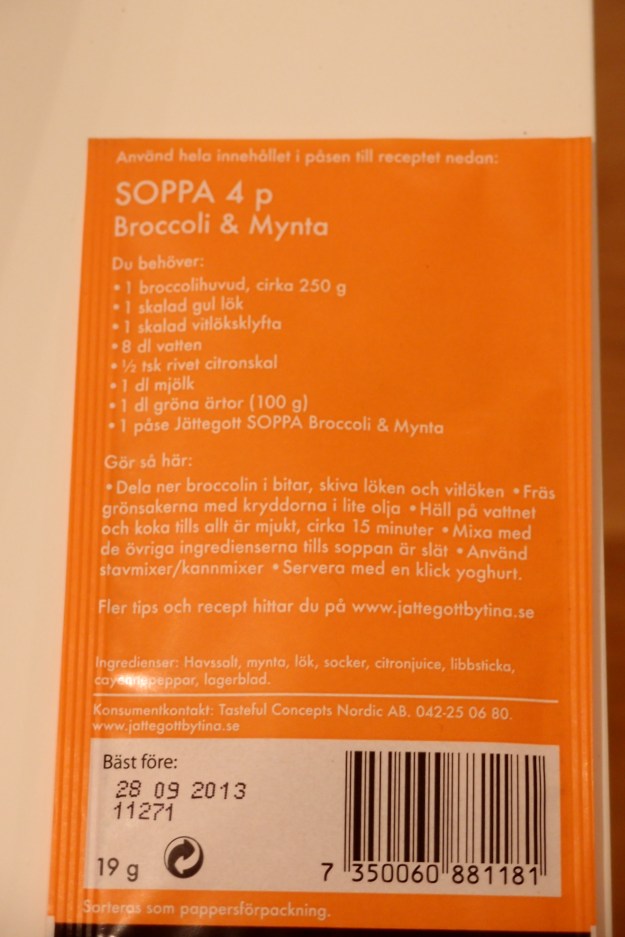 Använd hela innehållet i påsen till receptet nedan:
SOPPA 4 p
Broccoli & Mynta
Du behöver:
• 1 broccolihuvud, cirka 250 g
• 1 skalad gul lök
• 1 skalad vitlöksklyfta
• 8 dl vatten
• ½ tsk rivet citronskal
• 1 dl mjölk
• 1 dl gröna ärtor (100 g)
• 1 påse Jättegott SOPPA Broccoli & Mynta
Gör så här:
• Dela ner broccolin i bitar, skiva löken och vitlöken • Fräs
grönsakerna med kryddorna i lite olja • Häll på vattnet
och koka tills allt är mjukt, cirka 15 minuter • Mixa med
de övriga ingredienserna tills soppan är slät • Använd
stavmixer/kannmixer • Servera med en klick yoghurt.
Fler tips och recept hittar du på www.jattegottbytina.se
Ingredienser: Havssalt, mynta, lök, socker, citronjuice, libbsticka,
cayennepeppar, lagerblad.
Konsumentkontakt: Tasteful Concepts Nordic AB. 042-25 06 80.
www.jattegottbytina.se
Bäst före:
28 09 2013
11271
19 g
7 350060 881181
Sorteras som pappersförpackning.